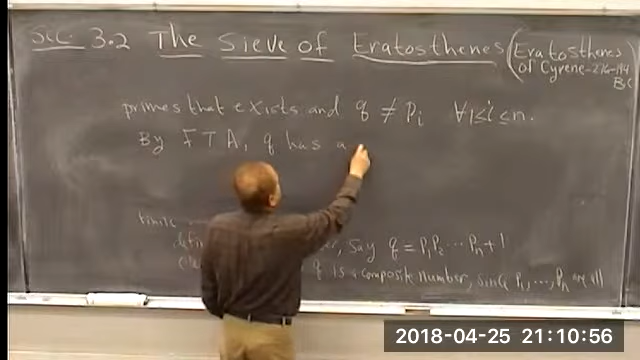 Sec. 3.2 The Sieve of Eratosthenes (Eratosthenes
of Cyrene-276-194
BC
primes that exists and q ≠ Pi ∀1≤i≤n.
By FTA, q has a
finite
say q = P1P2 ⋯ Pn + 1
q is a composite number, since P1, ..., Pn are all
2018-04-25 21:10:56